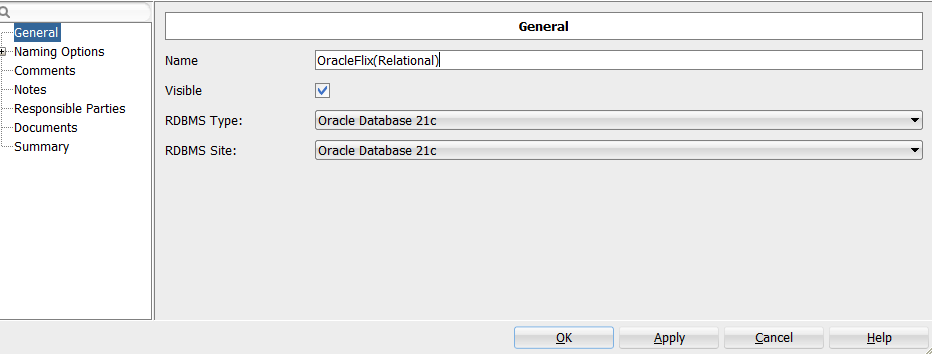 General
Naming Options
Comments
Notes
Responsible Parties
Documents
Summary
General
Name OracleFlix(Relational)
Visible
RDBMS Type: Oracle Database 21c
RDBMS Site: Oracle Database 21c
OK Apply Cancel Help